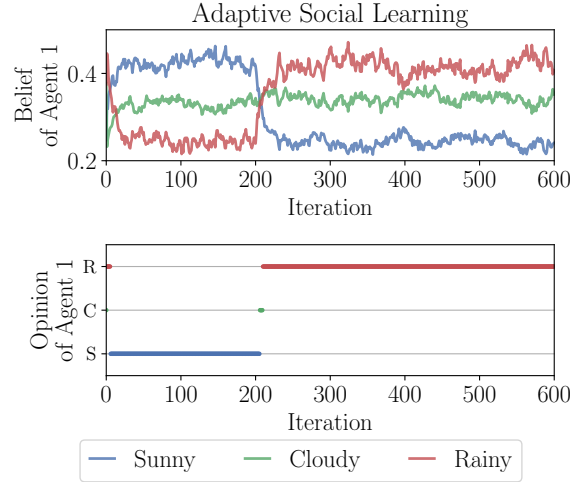 Adaptive Social Learning
Belief
of Agent 1
0.4
0.2
0 100 200 300 400 500 600
Iteration
Opinion
of Agent 1
R
C
S
0 100 200 300 400 500 600
Iteration
Sunny Cloudy Rainy